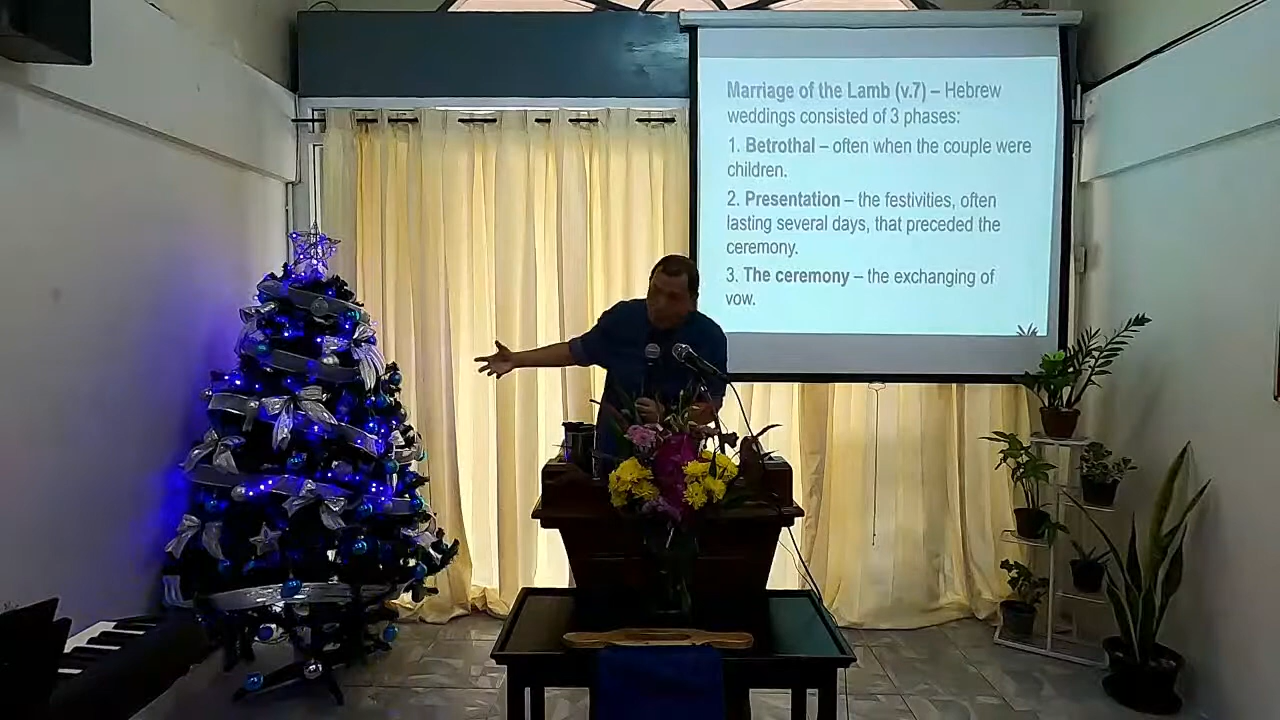 Marriage of the Lamb (v.7) – Hebrew
weddings consisted of 3 phases:
1. Betrothal – often when the couple were
children.
2. Presentation – the festivities, often
lasting several days, that preceded the
ceremony.
3. The ceremony – the exchanging of
vow.